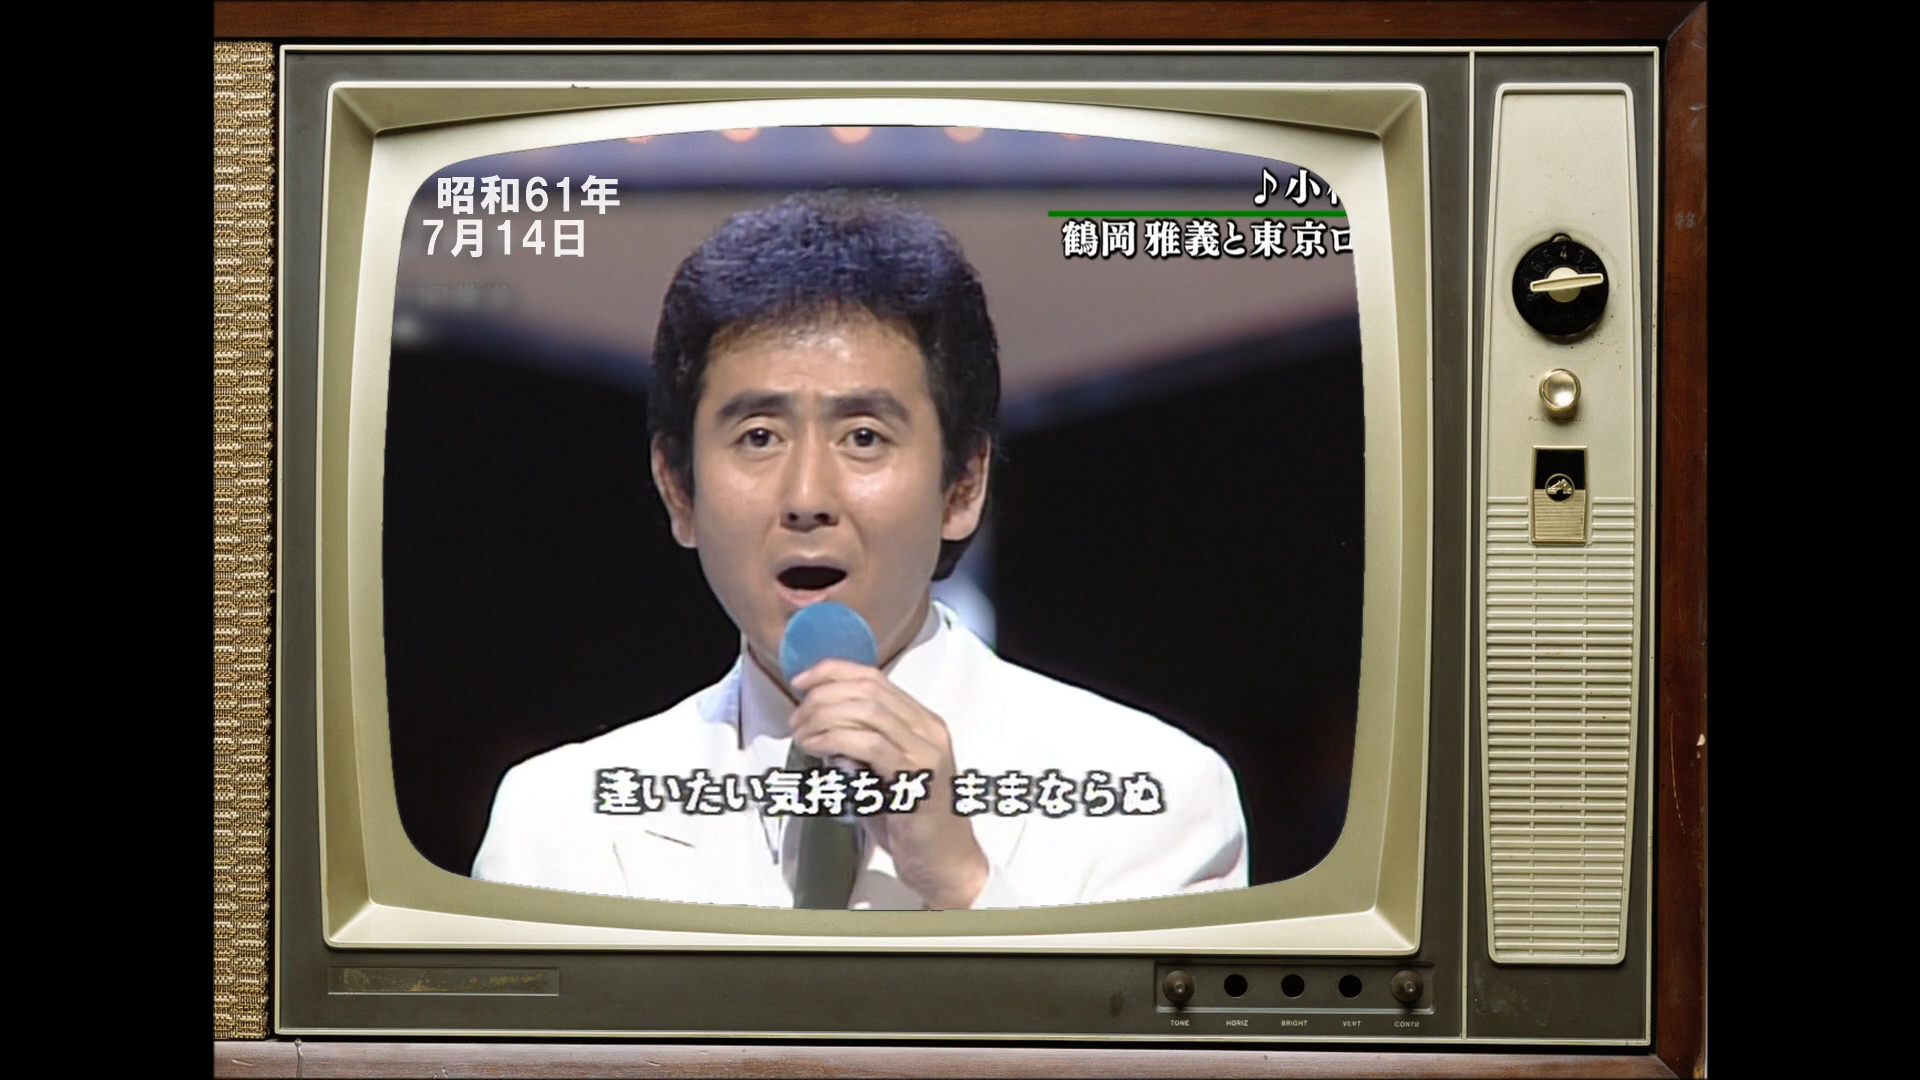 昭和61年
7月14日
♪小
鶴岡雅義と東京ロ
逢いたい気持ちが ままならぬ
4
TONE
HORIZ
BRIGHT
VERT
CONTR